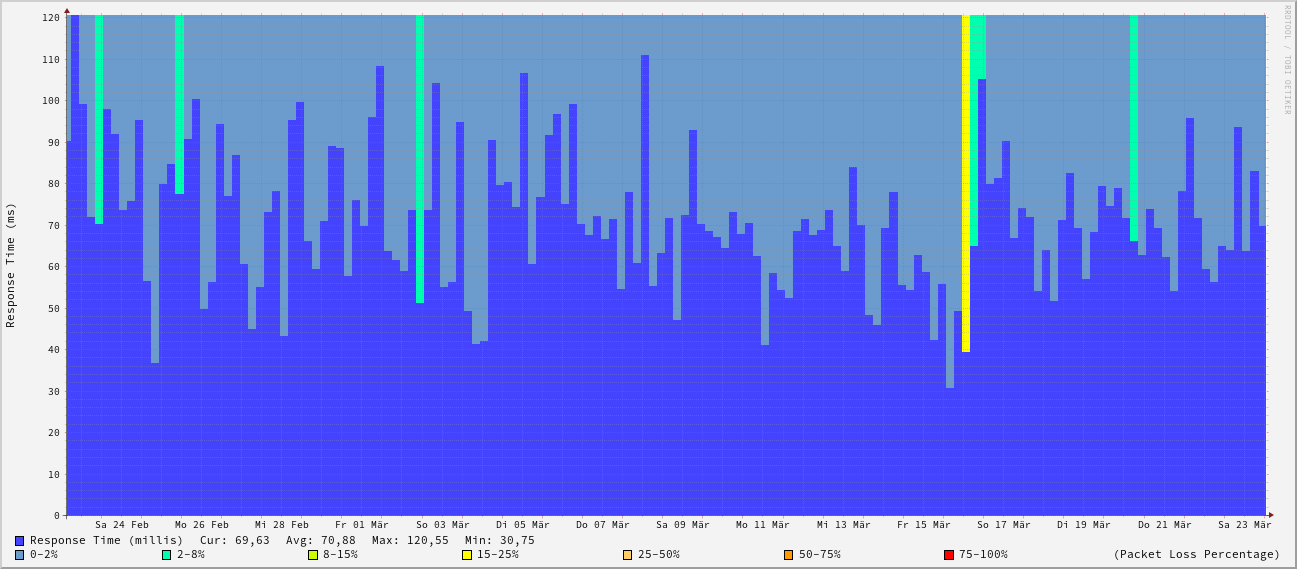 RRDTOOL / TOBI OETIKER
Response Time (ms)
120
110
100
90
80
70
60
50
40
30
20
10
0
Sa 24 Feb Mo 26 Feb Mi 28 Feb Fr 01 Mär So 03 Mär Di 05 Mär Do 07 Mär Sa 09 Mär Mo 11 Mär Mi 13 Mär Fr 15 Mär So 17 Mär Di 19 Mär Do 21 Mär Sa 23 Mär
Response Time (millis) Cur: 69,63 Avg: 70,88 Max: 120,55 Min: 30,75
0-2% 2-8% 8-15% 15-25% 25-50% 50-75% 75-100% (Packet Loss Percentage)